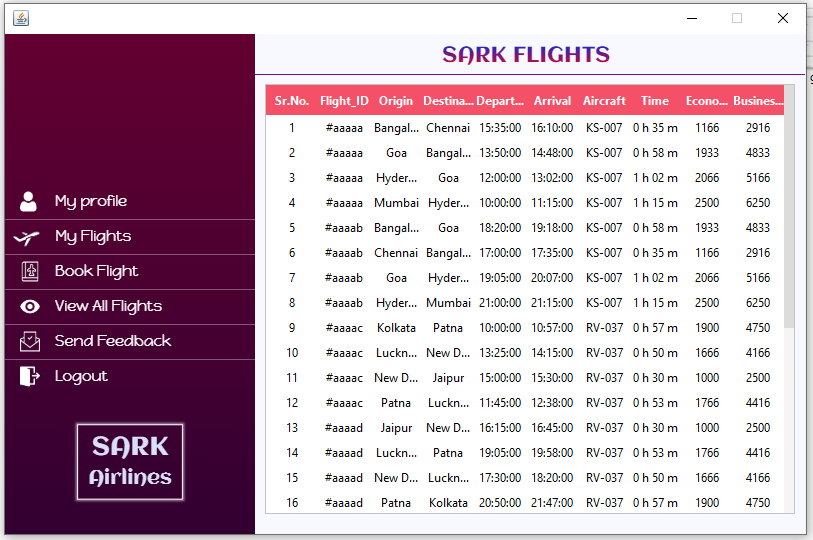 SARK FLIGHTS
My profile
My Flights
Book Flight
View All Flights
Send Feedback
Logout
SARK
Airlines
Sr.No. Flight_ID Origin Destina... Depart... Arrival Aircraft Time Econo... Busines...
1 #aaaaa Bangal... Chennai 15:35:00 16:10:00 KS-007 0 h 35 m 1166 2916
2 #aaaaa Goa Bangal... 13:50:00 14:48:00 KS-007 0 h 58 m 1933 4833
3 #aaaaa Hyder... Goa 12:00:00 13:02:00 KS-007 1 h 02 m 2066 5166
4 #aaaaa Mumbai Hyder... 10:00:00 11:15:00 KS-007 1 h 15 m 2500 6250
5 #aaaab Bangal... Goa 18:20:00 19:18:00 KS-007 0 h 58 m 1933 4833
6 #aaaab Chennai Bangal... 17:00:00 17:35:00 KS-007 0 h 35 m 1166 2916
7 #aaaab Goa Hyder... 19:05:00 20:07:00 KS-007 1 h 02 m 2066 5166
8 #aaaab Hyder... Mumbai 21:00:00 21:15:00 KS-007 1 h 15 m 2500 6250
9 #aaaac Kolkata Patna 10:00:00 10:57:00 RV-037 0 h 57 m 1900 4750
10 #aaaac Luckn... New D... 13:25:00 14:15:00 RV-037 0 h 50 m 1666 4166
11 #aaaac New D... Jaipur 15:00:00 15:30:00 RV-037 0 h 30 m 1000 2500
12 #aaaac Patna Luckn... 11:45:00 12:38:00 RV-037 0 h 53 m 1766 4416
13 #aaaad Jaipur New D... 16:15:00 16:45:00 RV-037 0 h 30 m 1000 2500
14 #aaaad Luckn... Patna 19:05:00 19:58:00 RV-037 0 h 53 m 1766 4416
15 #aaaad New D... Luckn... 17:30:00 18:20:00 RV-037 0 h 50 m 1666 4166
16 #aaaad Patna Kolkata 20:50:00 21:47:00 RV-037 0 h 57 m 1900 4750